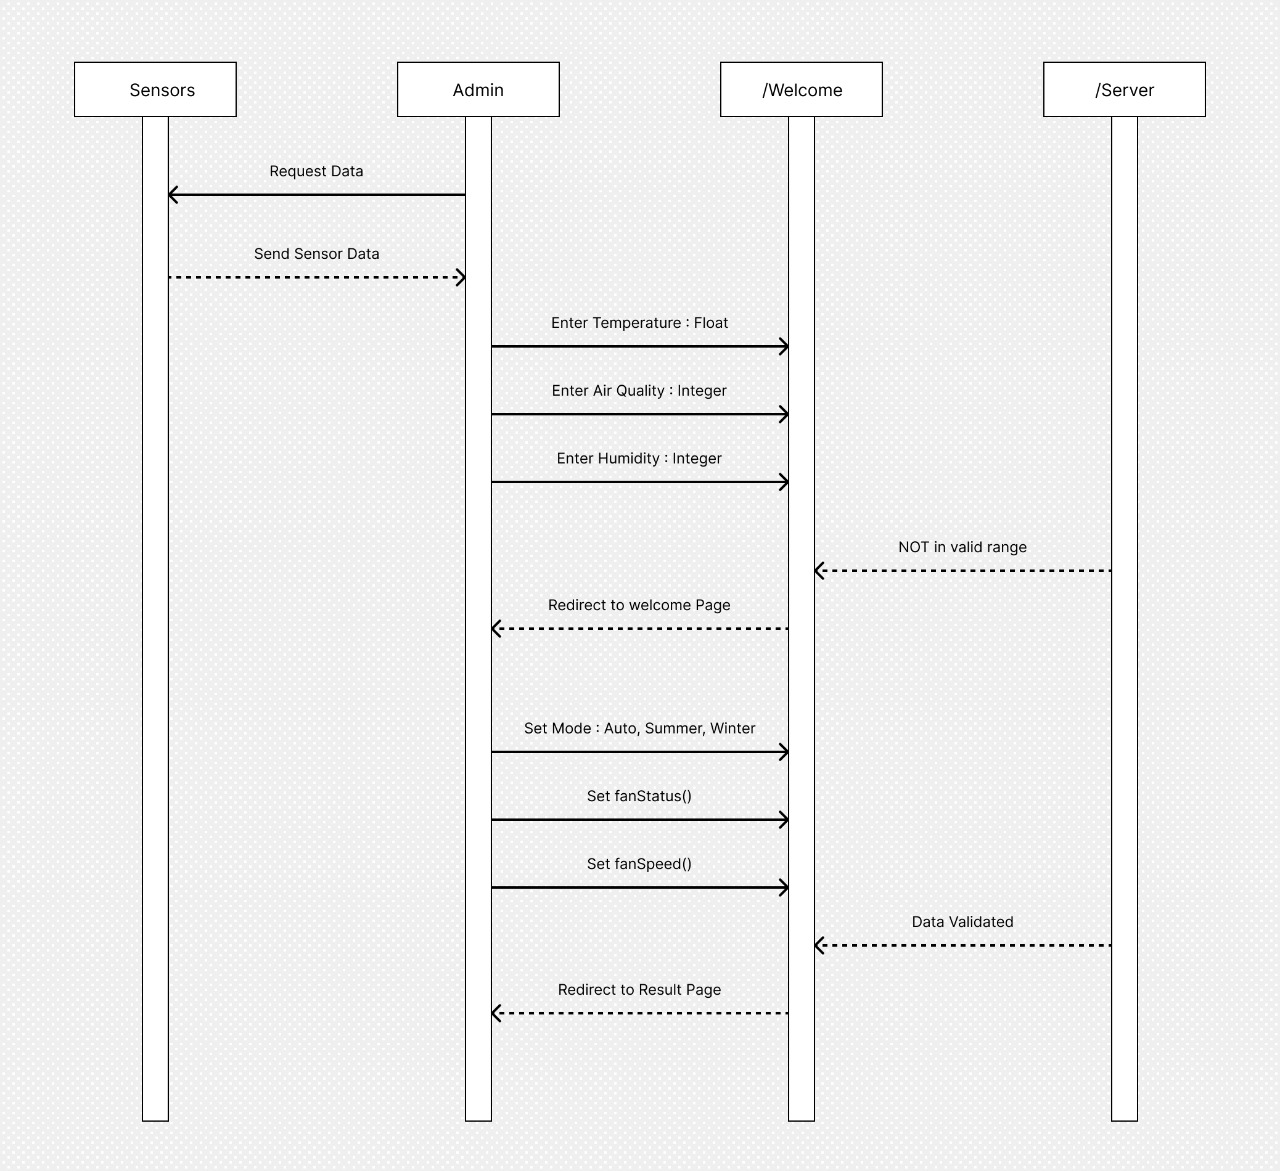 Sensors
Admin
/Welcome
/Server
Request Data
Send Sensor Data
Enter Temperature : Float
Enter Air Quality : Integer
Enter Humidity : Integer
NOT in valid range
Redirect to welcome Page
Set Mode : Auto, Summer, Winter
Set fanStatus()
Set fanSpeed()
Data Validated
Redirect to Result Page